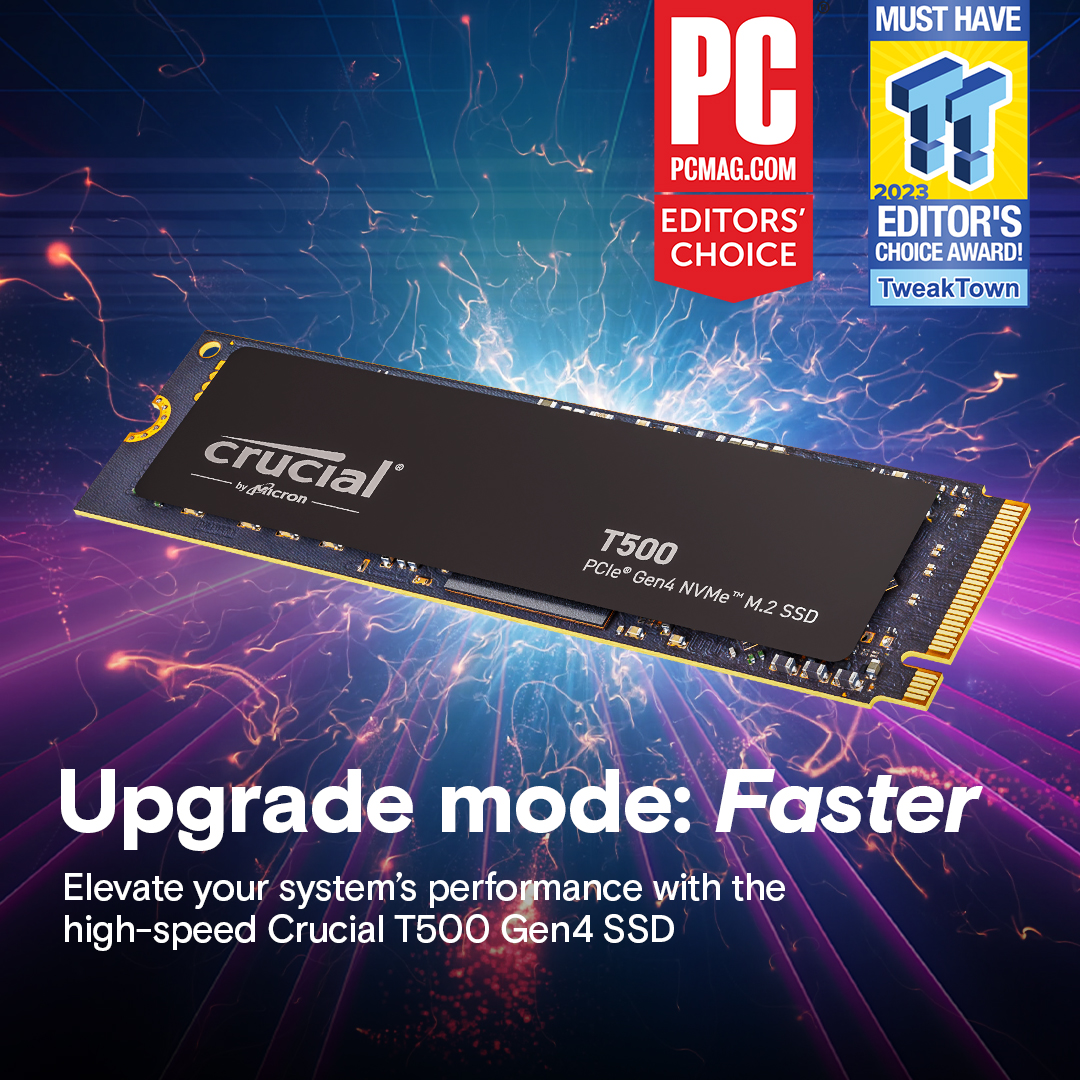 PC
PCMAG.COM
EDITORS'
CHOICE
MUST HAVE
TT
2023
EDITOR'S
CHOICE AWARD!
TweakTown
crucial®
by Micron
T500
PCIe® Gen4 NVMe™ M.2 SSD
Upgrade mode: Faster
Elevate your system's performance with the
high-speed Crucial T500 Gen4 SSD